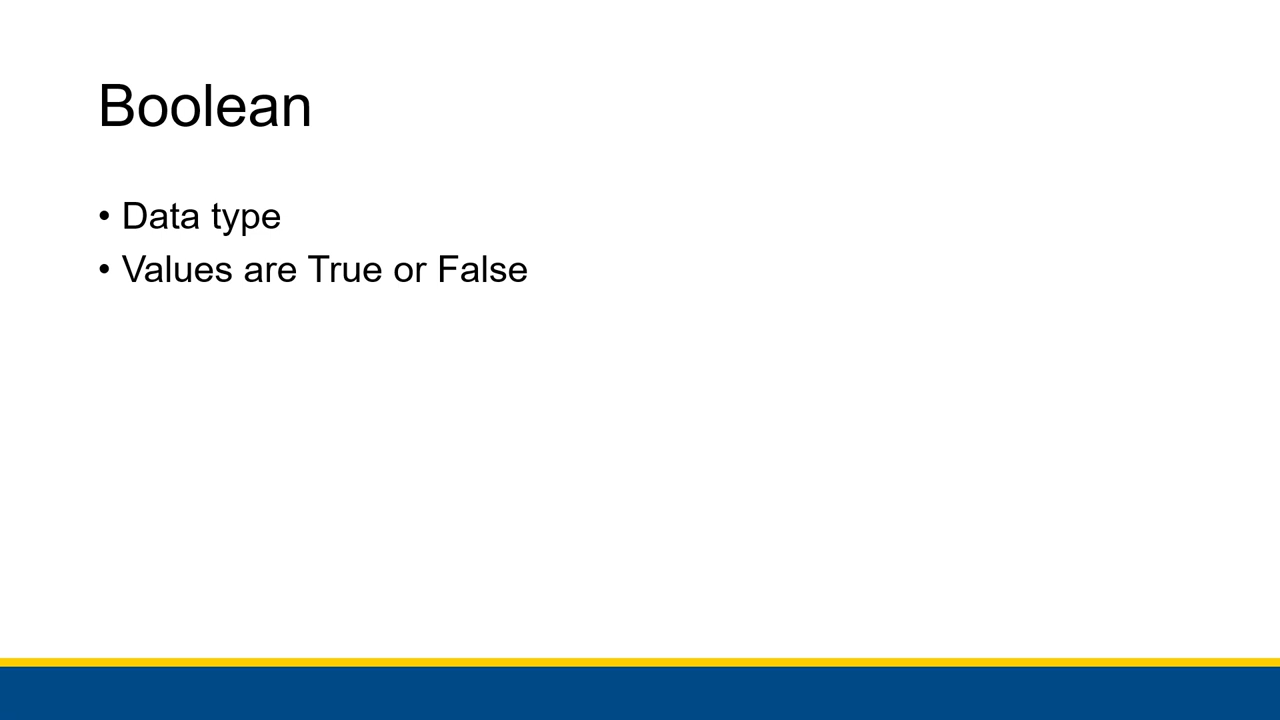 Boolean
• Data type
• Values are True or False